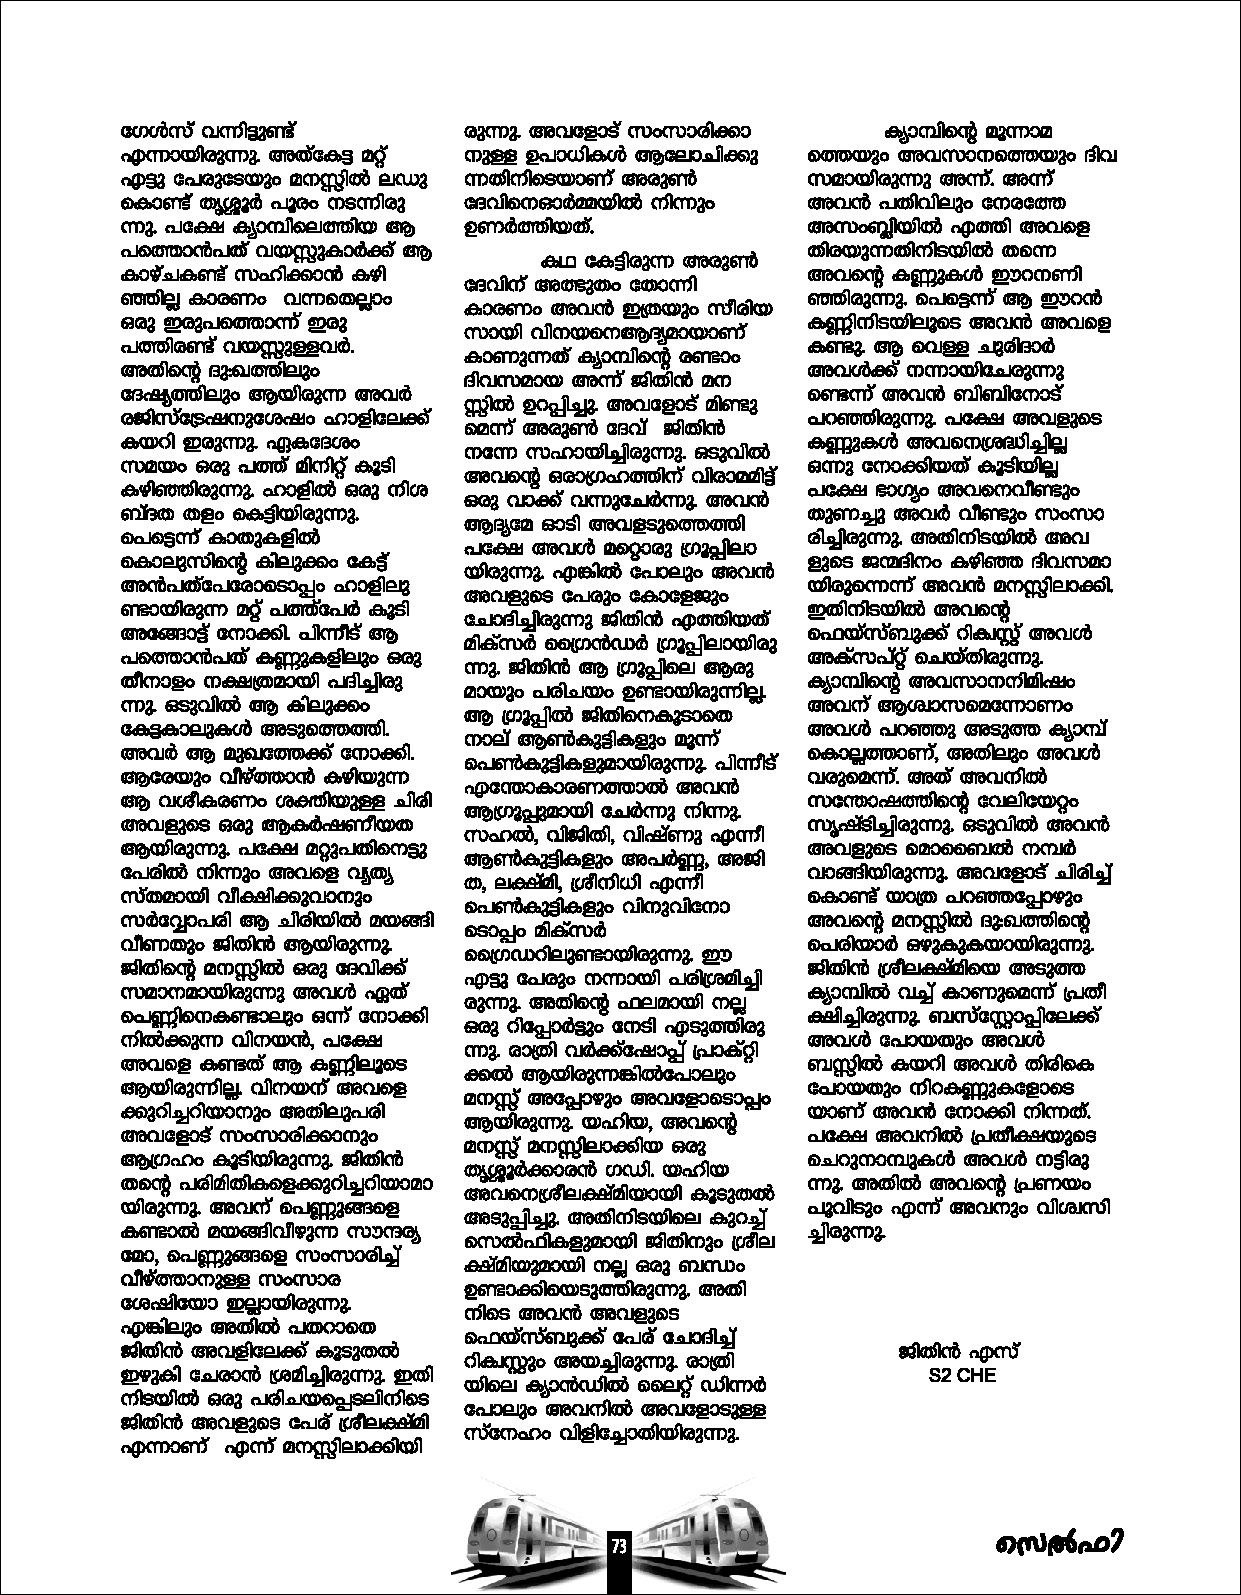 ഗേൾസ് വന്നിട്ടുണ്ട്
എന്നായിരുന്നു. അത്കേട്ട മറ്റ്
എട്ടു പേരുടേയും മനസ്സിൽ ലഡു
കൊണ്ട് തൃശ്ശൂർ പൂരം നടന്നിരു
ന്നു. പക്ഷേ ക്യാമ്പിലെത്തിയ ആ
പത്തൊൻപത് വയസ്സുകാർക്ക് ആ
കാഴ്ചകണ്ട് സഹിക്കാൻ കഴി
ഞ്ഞില്ല കാരണം വന്നതെല്ലാം
ഒരു ഇരുപത്തൊന്ന് ഇരു
പത്തിരണ്ട് വയസ്സുള്ളവർ.
അതിന്റെ ദുഃഖത്തിലും
ദേഷ്യത്തിലും ആയിരുന്ന അവർ
രജിസ്ട്രേഷനുശേഷം ഹാളിലേക്ക്
കയറി ഇരുന്നു. ഏകദേശം
സമയം ഒരു പത്ത് മിനിറ്റ് കൂടി
കഴിഞ്ഞിരുന്നു. ഹാളിൽ ഒരു നിശ
ബ്ദത തളം കെട്ടിയിരുന്നു.
പെട്ടെന്ന് കാതുകളിൽ
കൊലുസിന്റെ കിലുക്കം കേട്ട്
അൻപത്പേരോടൊപ്പം ഹാളിലു
ണ്ടായിരുന്ന മറ്റ് പത്ത്പേർ കൂടി
അങ്ങോട്ട് നോക്കി. പിന്നീട് ആ
പത്തൊൻപത് കണ്ണുകളിലും ഒരു
തീനാളം നക്ഷത്രമായി പദിച്ചിരു
ന്നു. ഒടുവിൽ ആ കിലുക്കം
കേട്ടകാലുകൾ അടുത്തെത്തി.
അവർ ആ മുഖത്തേക്ക് നോക്കി.
ആരേയും വീഴ്ത്താൻ കഴിയുന്ന
ആ വശീകരണം ശക്തിയുള്ള ചിരി
അവളുടെ ഒരു ആകർഷണീയത
ആയിരുന്നു. പക്ഷേ മറ്റുപതിനെട്ടു
പേരിൽ നിന്നും അവളെ വ്യത്യ
സ്തമായി വീക്ഷിക്കുവാനും
സർവ്വോപരി ആ ചിരിയിൽ മയങ്ങി
വീണതും ജിതിൻ ആയിരുന്നു.
ജിതിന്റെ മനസ്സിൽ ഒരു ദേവിക്ക്
സമാനമായിരുന്നു അവൾ ഏത്
പെണ്ണിനെകണ്ടാലും ഒന്ന് നോക്കി
നിൽക്കുന്ന വിനയൻ, പക്ഷേ
അവളെ കണ്ടത് ആ കണ്ണിലൂടെ
ആയിരുന്നില്ല. വിനയന് അവളെ
ക്കുറിച്ചറിയാനും അതിലുപരി
അവളോട് സംസാരിക്കാനും
ആഗ്രഹം കൂടിയിരുന്നു. ജിതിൻ
തന്റെ പരിമിതികളെക്കുറിച്ചറിയാമാ
യിരുന്നു. അവന് പെണ്ണുങ്ങളെ
കണ്ടാൽ മയങ്ങിവീഴുന്ന സൗന്ദര്യ
മോ, പെണ്ണുങ്ങളെ സംസാരിച്ച്
വീഴ്ത്താനുള്ള സംസാര
ശേഷിയോ ഇല്ലായിരുന്നു.
എങ്കിലും അതിൽ പതറാതെ
ജിതിൻ അവളിലേക്ക് കൂടുതൽ
ഇഴുകി ചേരാൻ ശ്രമിച്ചിരുന്നു. ഇതി
നിടയിൽ ഒരു പരിചയപ്പെടലിനിടെ
ജിതിൻ അവളുടെ പേര് ശ്രീലക്ഷ്മി
എന്നാണ് എന്ന് മനസ്സിലാക്കിയി
രുന്നു. അവളോട് സംസാരിക്കാ
നുള്ള ഉപാധികൾ ആലോചിക്കു
ന്നതിനിടെയാണ് അരുൺ
ദേവിനെഓർമ്മയിൽ നിന്നും
ഉണർത്തിയത്.
കഥ കേട്ടിരുന്ന അരുൺ
ദേവിന് അത്ഭുതം തോന്നി
കാരണം അവൻ ഇത്രയും സീരിയ
സായി വിനയനെആദ്യമായാണ്
കാണുന്നത് ക്യാമ്പിന്റെ രണ്ടാം
ദിവസമായ അന്ന് ജിതിൻ മന
സ്സിൽ ഉറപ്പിച്ചു. അവളോട് മിണ്ടു
മെന്ന് അരുൺ ദേവ് ജിതിൻ
നന്നേ സഹായിച്ചിരുന്നു. ഒടുവിൽ
അവന്റെ ഒരാഗ്രഹത്തിന് വിരാമമിട്ട്
ഒരു വാക്ക് വന്നുചേർന്നു. അവൻ
ആദ്യമേ ഓടി അവളടുത്തെത്തി
പക്ഷേ അവൾ മറ്റൊരു ഗ്രൂപ്പിലാ
യിരുന്നു. എങ്കിൽ പോലും അവൻ
അവളുടെ പേരും കോളേജും
ചോദിച്ചിരുന്നു ജിതിൻ എത്തിയത്
മിക്സർ ഗ്രൈൻഡർ ഗ്രൂപ്പിലായിരു
ന്നു. ജിതിൻ ആ ഗ്രൂപ്പിലെ ആരു
മായും പരിചയം ഉണ്ടായിരുന്നില്ല.
ആ ഗ്രൂപ്പിൽ ജിതിനെകൂടാതെ
നാല് ആൺകുട്ടികളും മൂന്ന്
പെൺകുട്ടികളുമായിരുന്നു. പിന്നീട്
എന്തോകാരണത്താൽ അവൻ
ആഗ്രൂപ്പുമായി ചേർന്നു നിന്നു.
സഹൽ, വിജിതി, വിഷ്ണു എന്നീ
ആൺകുട്ടികളും അപർണ്ണ, അജി
ത, ലക്ഷ്മി, ശ്രീനിധി എന്നീ
പെൺകുട്ടികളും വിനുവിനോ
ടൊപ്പം മിക്സർ
ഗ്രൈഡറിലുണ്ടായിരുന്നു. ഈ
എട്ടു പേരും നന്നായി പരിശ്രമിച്ചി
രുന്നു. അതിന്റെ ഫലമായി നല്ല
ഒരു റിപ്പോർട്ടും നേടി എടുത്തിരു
ന്നു. രാത്രി വർക്ക്ഷോപ്പ് പ്രാക്റ്റി
ക്കൽ ആയിരുന്നങ്കിൽപോലും
മനസ്സ് അപ്പോഴും അവളോടൊപ്പം
ആയിരുന്നു. യഹിയ, അവന്റെ
മനസ്സ് മനസ്സിലാക്കിയ ഒരു
തൃശ്ശൂർക്കാരൻ ഗഡി. യഹിയ
അവനെശ്രീലക്ഷ്മിയായി കൂടുതൽ
അടുപ്പിച്ചു. അതിനിടയിലെ കുറച്ച്
സെൽഫികളുമായി ജിതിനും ശ്രീല
ക്ഷ്മിയുമായി നല്ല ഒരു ബന്ധം
ഉണ്ടാക്കിയെടുത്തിരുന്നു. അതി
നിടെ അവൻ അവളുടെ
ഫെയ്സ്ബുക്ക് പേര് ചോദിച്ച്
റിക്വസ്റ്റും അയച്ചിരുന്നു. രാത്രി
യിലെ ക്യാൻഡിൽ ലൈറ്റ് ഡിന്നർ
പോലും അവനിൽ അവളോടുള്ള
സ്നേഹം വിളിച്ചോതിയിരുന്നു.
ക്യാമ്പിന്റെ മൂന്നാമ
ത്തെയും അവസാനത്തെയും ദിവ
സമായിരുന്നു അന്ന്. അന്ന്
അവൻ പതിവിലും നേരത്തേ
അസംബ്ലിയിൽ എത്തി അവളെ
തിരയുന്നതിനിടയിൽ തന്നെ
അവന്റെ കണ്ണുകൾ ഈറനണി
ഞ്ഞിരുന്നു. പെട്ടെന്ന് ആ ഈറൻ
കണ്ണിനിടയിലൂടെ അവൻ അവളെ
കണ്ടു. ആ വെള്ള ചുരിദാർ
അവൾക്ക് നന്നായിചേരുന്നു
ണ്ടെന്ന് അവൻ ബിബിനോട്
പറഞ്ഞിരുന്നു. പക്ഷേ അവളുടെ
കണ്ണുകൾ അവനെശ്രദ്ധിച്ചില്ല
ഒന്നു നോക്കിയത് കൂടിയില്ല
പക്ഷേ ഭാഗ്യം അവനെവീണ്ടും
തുണച്ചു അവർ വീണ്ടും സംസാ
രിച്ചിരുന്നു. അതിനിടയിൽ അവ
ളുടെ ജന്മദിനം കഴിഞ്ഞ ദിവസമാ
യിരുന്നെന്ന് അവൻ മനസ്സിലാക്കി.
ഇതിനിടയിൽ അവന്റെ
ഫെയ്സ്ബുക്ക് റിക്വസ്റ്റ് അവൾ
അക്സപ്റ്റ് ചെയ്തിരുന്നു.
ക്യാമ്പിന്റെ അവസാനനിമിഷം
അവന് ആശ്വാസമെന്നോണം
അവൾ പറഞ്ഞു അടുത്ത ക്യാമ്പ്
കൊല്ലത്താണ്, അതിലും അവൾ
വരുമെന്ന്. അത് അവനിൽ
സന്തോഷത്തിന്റെ വേലിയേറ്റം
സൃഷ്ടിച്ചിരുന്നു. ഒടുവിൽ അവൻ
അവളുടെ മൊബൈൽ നമ്പർ
വാങ്ങിയിരുന്നു. അവളോട് ചിരിച്ച്
കൊണ്ട് യാത്ര പറഞ്ഞപ്പോഴും
അവന്റെ മനസ്സിൽ ദുഃഖത്തിന്റെ
പെരിയാർ ഒഴുകുകയായിരുന്നു.
ജിതിൻ ശ്രീലക്ഷ്മിയെ അടുത്ത
ക്യാമ്പിൽ വച്ച് കാണുമെന്ന് പ്രതീ
ക്ഷിച്ചിരുന്നു. ബസ്സ്റ്റോപ്പിലേക്ക്
അവൾ പോയതും അവൾ
ബസ്സിൽ കയറി അവൾ തിരികെ
പോയതും നിറകണ്ണുകളോടെ
യാണ് അവൻ നോക്കി നിന്നത്.
പക്ഷേ അവനിൽ പ്രതീക്ഷയുടെ
ചെറുനാമ്പുകൾ അവൾ നട്ടിരു
ന്നു. അതിൽ അവന്റെ പ്രണയം
പൂവിടും എന്ന് അവനും വിശ്വസി
ച്ചിരുന്നു.
ജിതിൻ എസ്
S2 CHE
73
സെൽഫി